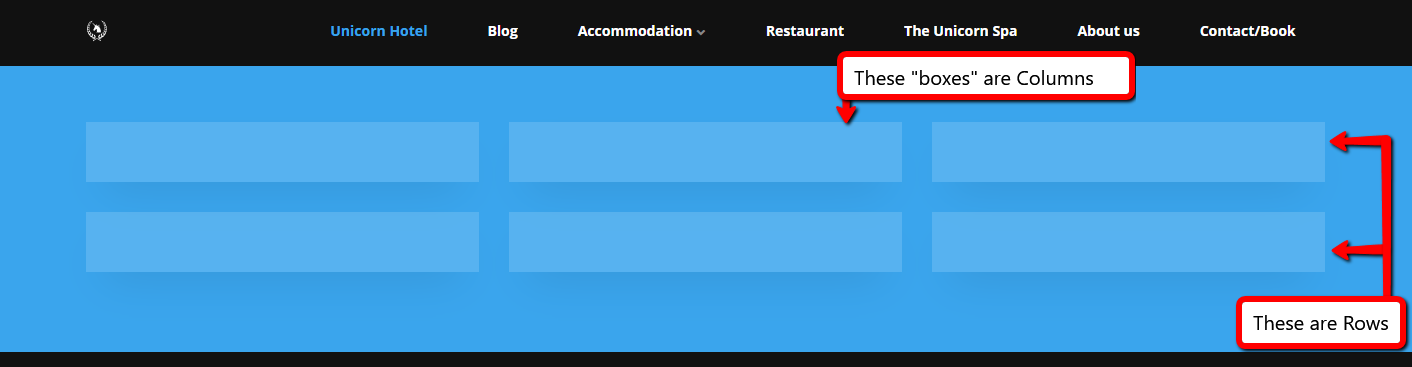 Unicorn Hotel Blog Accommodation Restaurant The Unicorn Spa About us Contact/Book
These "boxes" are Columns
These are Rows